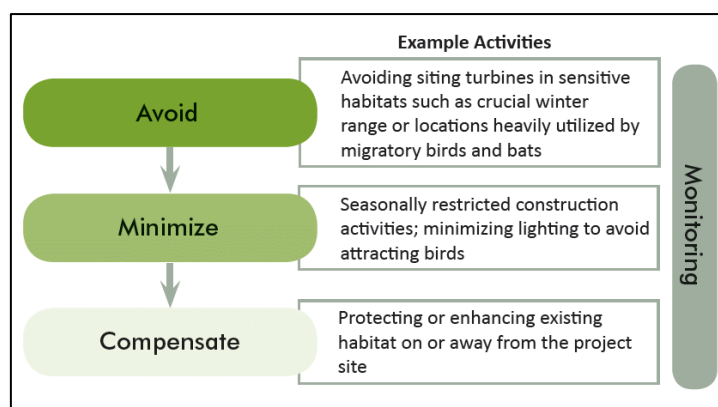 Example Activities
Avoid
Avoiding siting turbines in sensitive
habitats such as crucial winter
range or locations heavily utilized by
migratory birds and bats
Minimize
Seasonally restricted construction
activities; minimizing lighting to avoid
attracting birds
Compensate
Protecting or enhancing existing
habitat on or away from the project
site
Monitoring